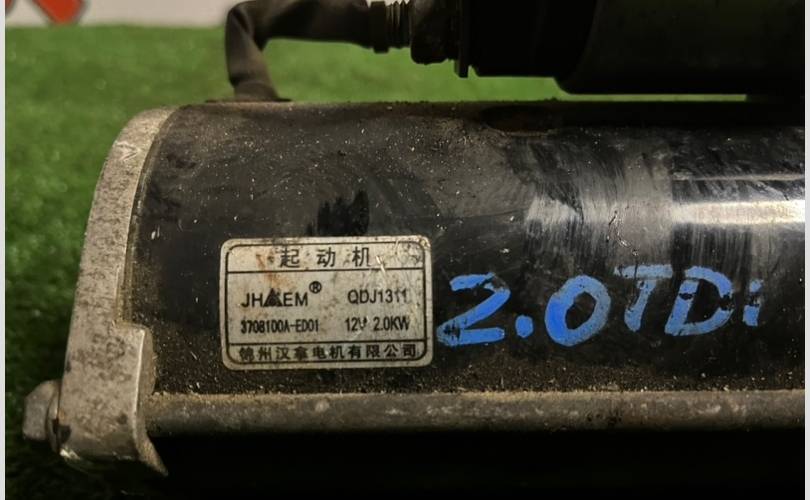 起动机
JHAEM® QDJ1311
3708100A-ED01 12V 2.0KW
锦州汉拿电机有限公司
2.0TDi